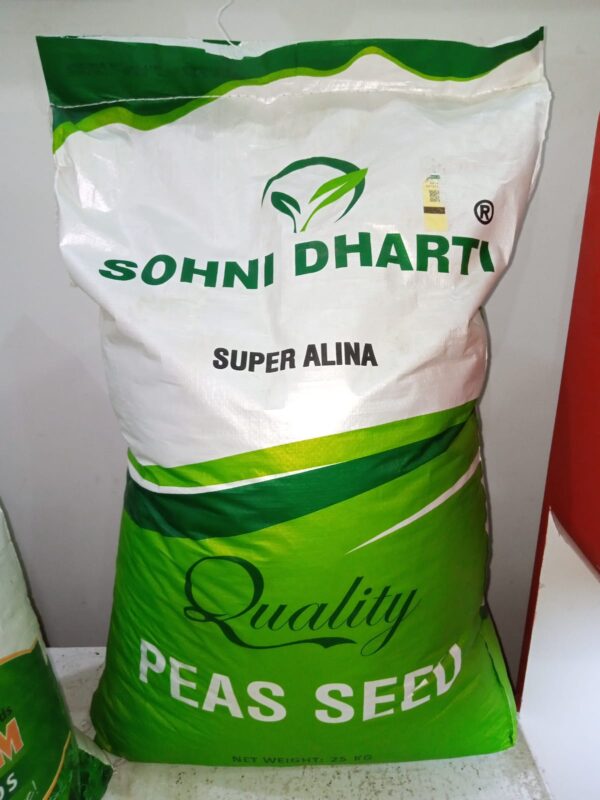 ®
SOHNI DHARTI
SUPER ALINA
Quality
PEAS SEED
NET WEIGHT: 25 KG
M